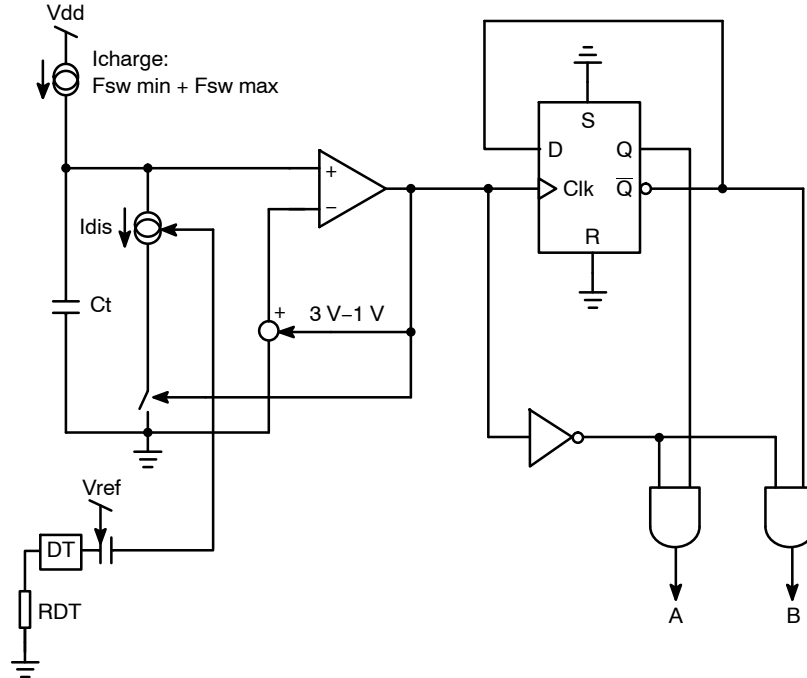 Vdd
Icharge:
Fsw min + Fsw max
S
D
Q
+
Clk
Q
−
Idis
R
Ct
+
3 V−1 V
Vref
DT
RDT
A
B